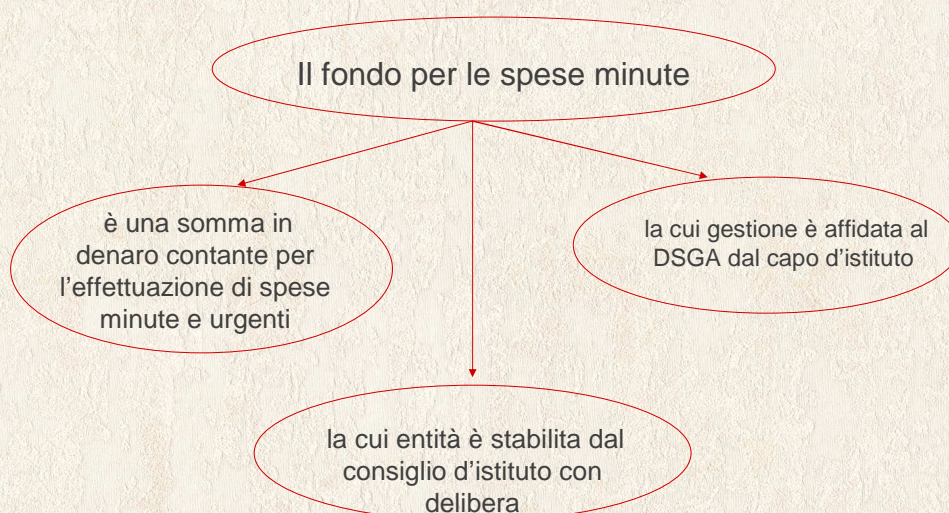 Il fondo per le spese minute
è una somma in
denaro contante per
l'effettuazione di spese
minute e urgenti
la cui gestione è affidata al
DSGA dal capo d'istituto
la cui entità è stabilita dal
consiglio d'istituto con
delibera